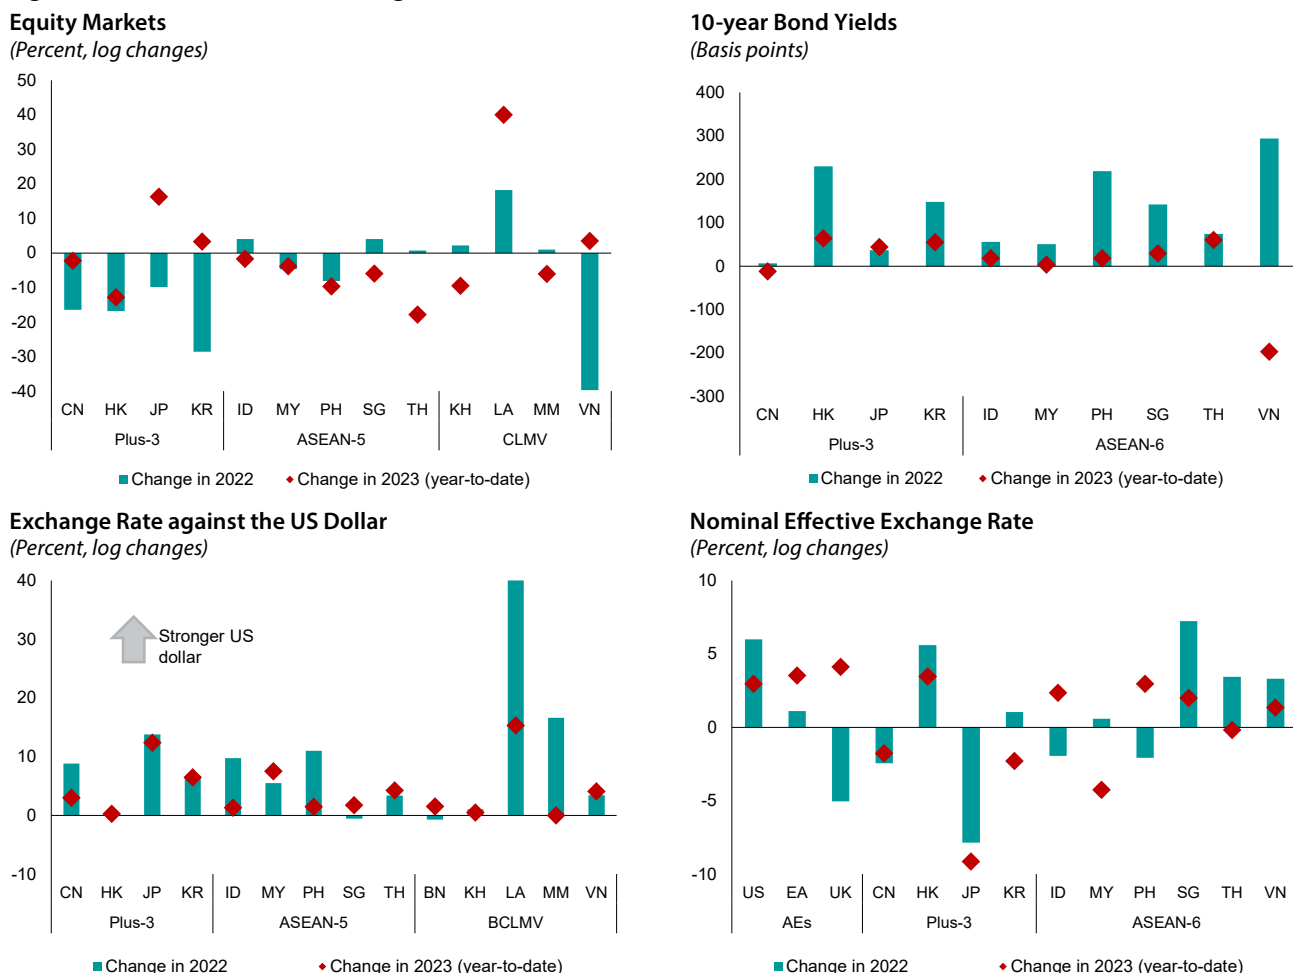 Equity Markets
(Percent, log changes)
50
40
30
20
10
0
-10
-20
-30
-40
CN HK JP KR ID MY PH SG TH KH LA MM VN
Plus-3 ASEAN-5 CLMV
Change in 2022 Change in 2023 (year-to-date)
10-year Bond Yields
(Basis points)
400
300
200
100
0
-100
-200
-300
CN HK JP KR ID MY PH SG TH VN
Plus-3 ASEAN-6
Change in 2022 Change in 2023 (year-to-date)
Exchange Rate against the US Dollar
(Percent, log changes)
40
30
20
10
0
-10
Stronger US
dollar
CN HK JP KR ID MY PH SG TH BN KH LA MM VN
Plus-3 ASEAN-5 BCLMV
Change in 2022 Change in 2023 (year-to-date)
Nominal Effective Exchange Rate
(Percent, log changes)
10
5
0
-5
-10
US EA UK CN HK JP KR ID MY PH SG TH VN
AEs Plus-3 ASEAN-6
Change in 2022 Change in 2023 (year-to-date)